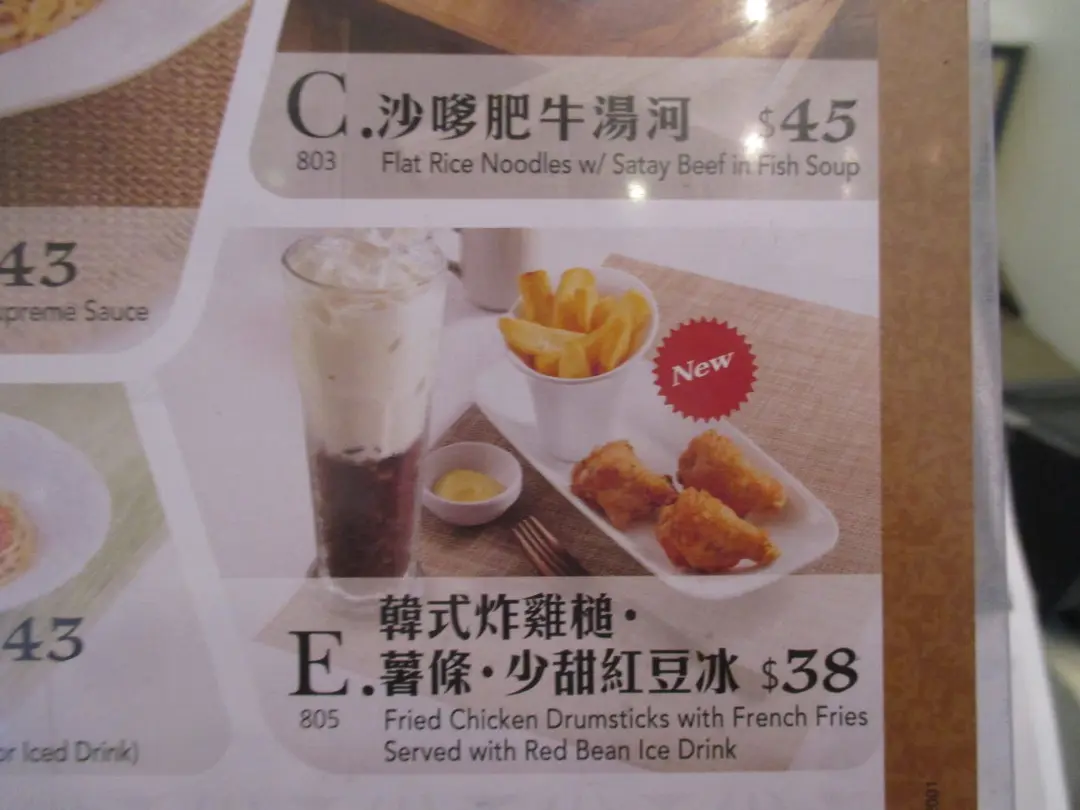 C.沙嗲肥牛湯河 $45
803 Flat Rice Noodles w/ Satay Beef in Fish Soup
43
Sauce
New
43
or Iced Drink)
韓式炸雞槌·
E.薯條·少甜紅豆冰 $38
805 Fried Chicken Drumsticks with French Fries
Served with Red Bean Ice Drink